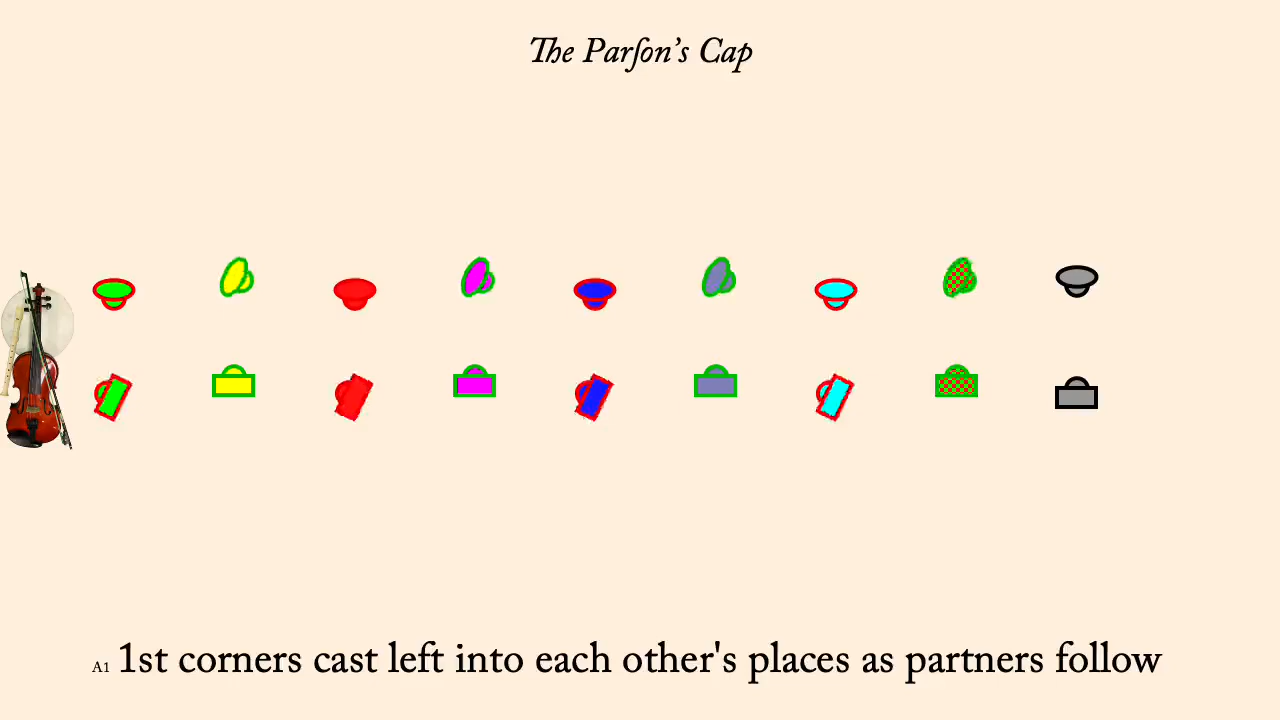 The Parſon’s Cap
A1 1st corners cast left into each other's places as partners follow